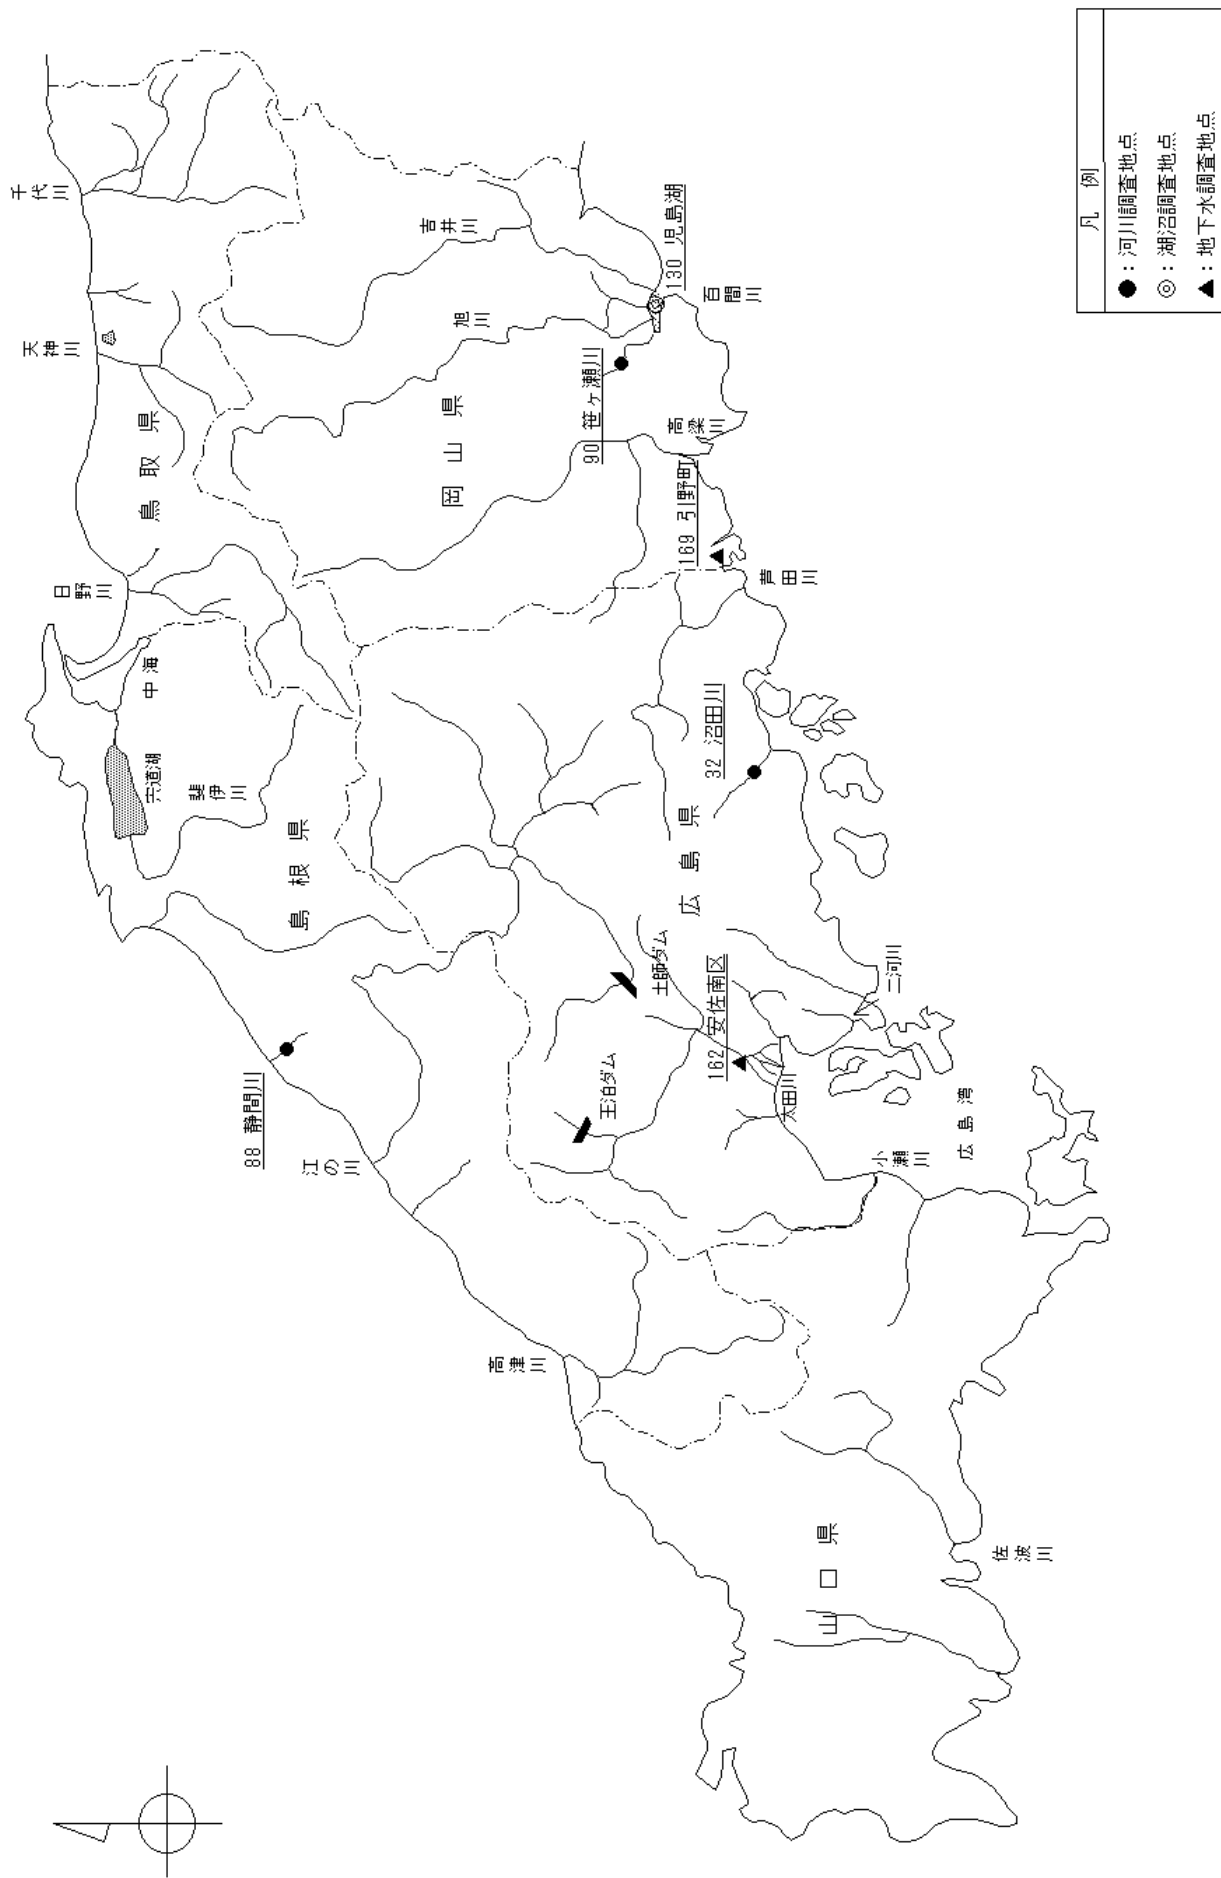 千代川
天神川
日野川
鳥取県
中海
宍道湖
斐伊川
島根県
88 静間川
江の川
高津川
吉井川
旭川
岡山県
90 笹ヶ瀬川
130 児島湖
百間川
高梁川
169 引野町
芦田川
32 沼田川
広島県
土師ダム
王泊ダム
162 安佐南区
太田川
二河川
広島湾
小瀬川
山口県
佐波川
凡例
●：河川調査地点
◎：湖沼調査地点
▲：地下水調査地点